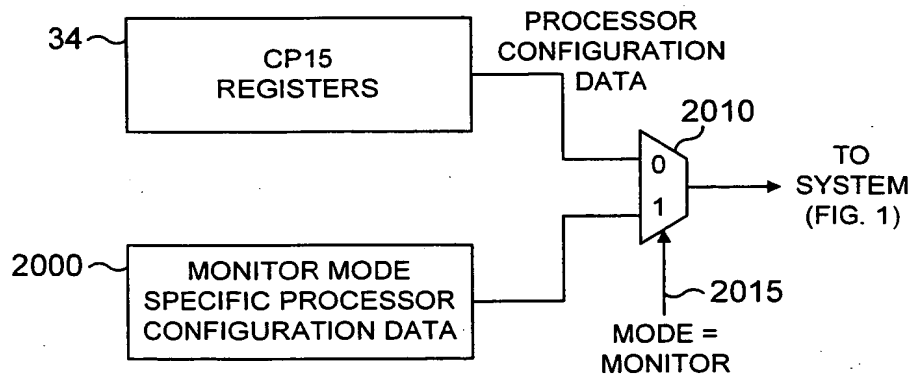 34
CP15
REGISTERS
PROCESSOR
CONFIGURATION
DATA
2010
0
1
TO
SYSTEM
(FIG. 1)
2000
MONITOR MODE
SPECIFIC PROCESSOR
CONFIGURATION DATA
2015
MODE =
MONITOR